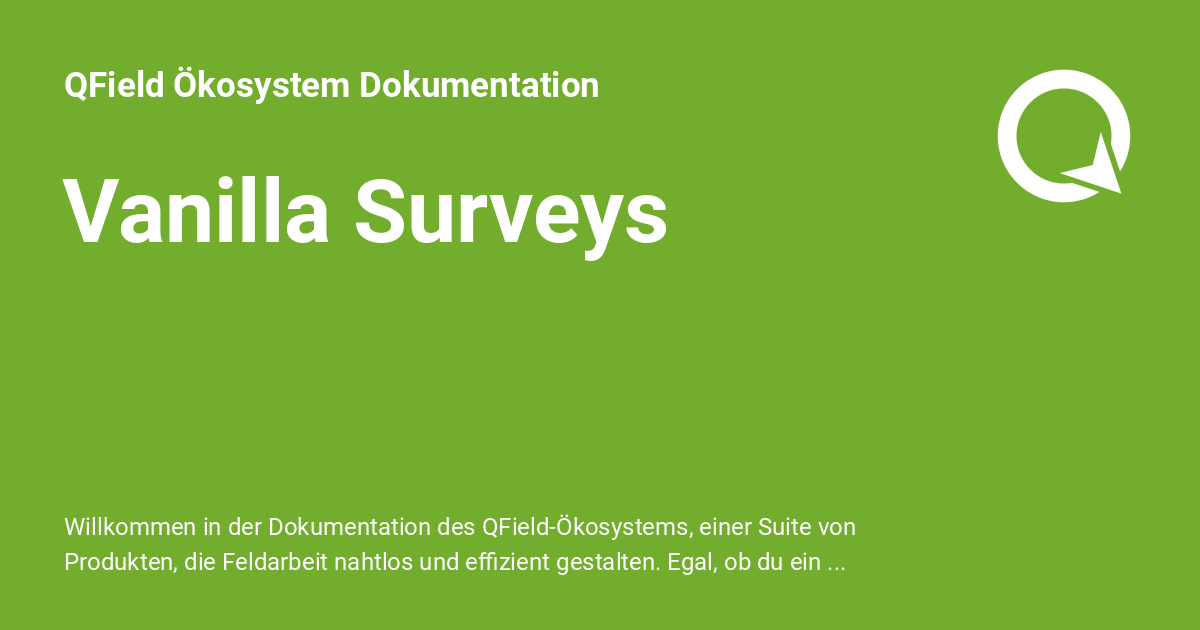 QField Ökosystem Dokumentation
Vanilla Surveys
Willkommen in der Dokumentation des QField-Ökosystems, einer Suite von
Produkten, die Feldarbeit nahtlos und effizient gestalten. Egal, ob du ein ...